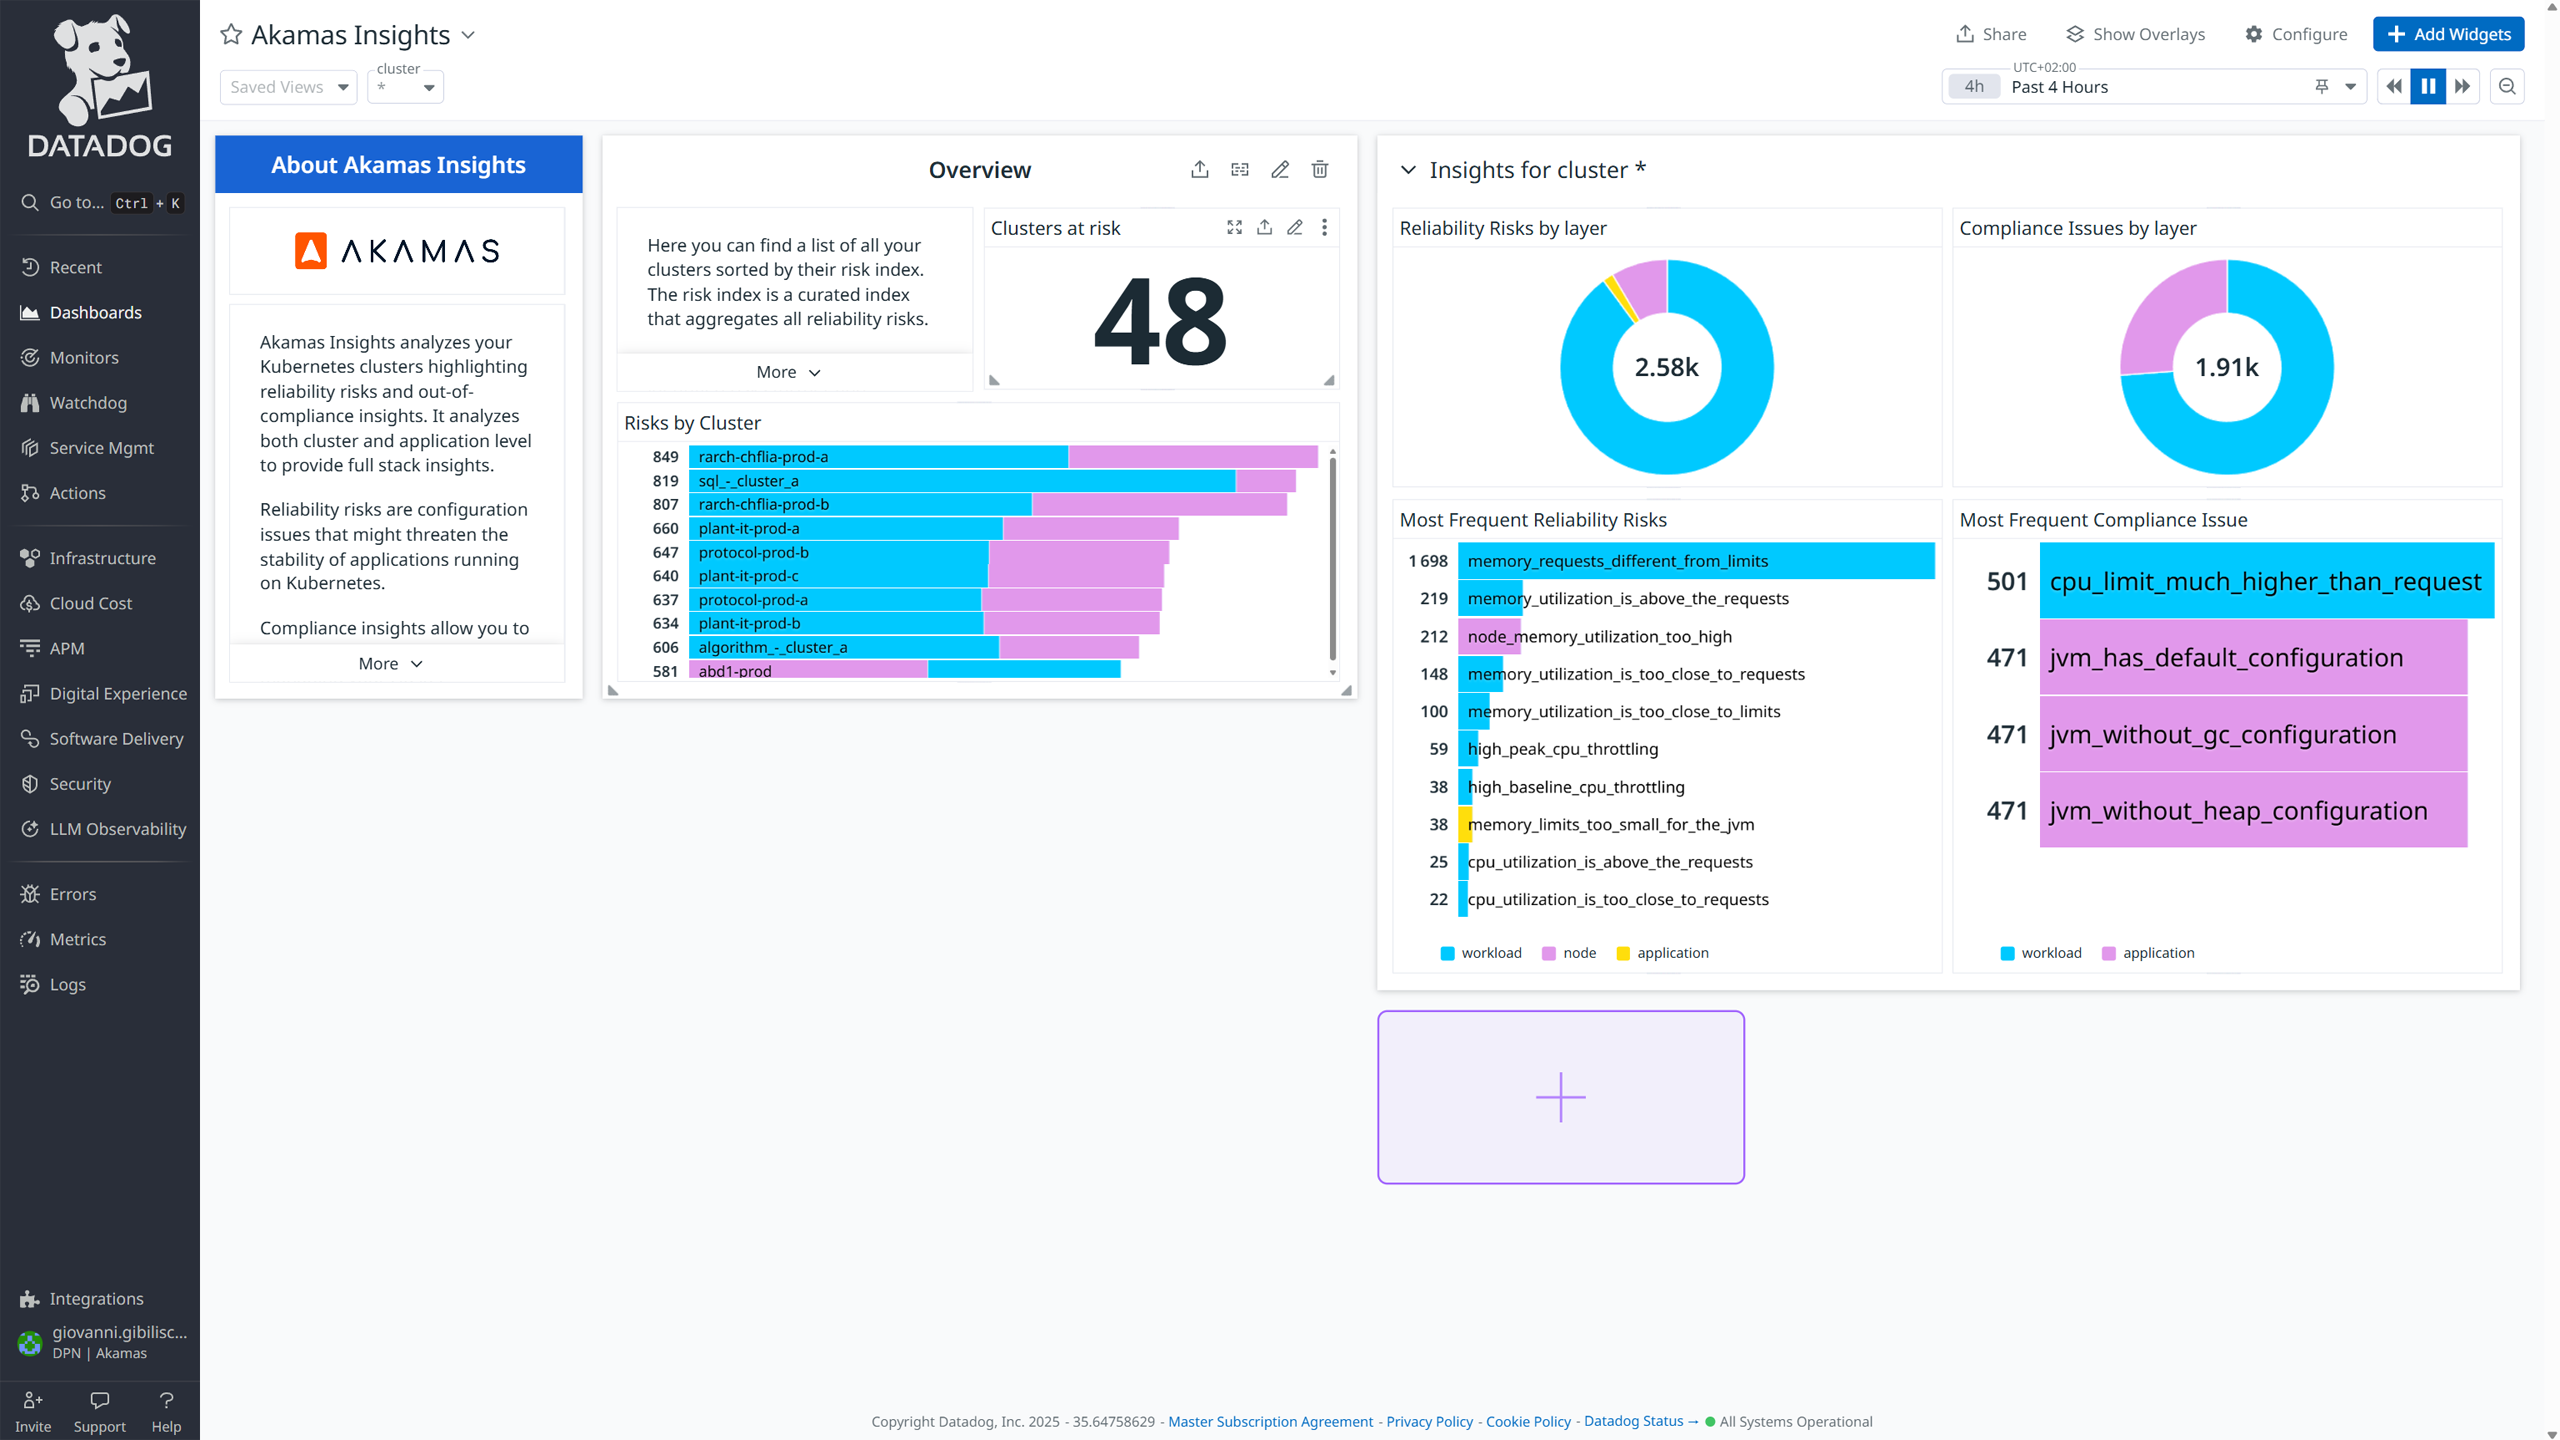 DATADOG
Go to... Ctrl + K
Recent
Dashboards
Monitors
Watchdog
Service Mgmt
Actions
Infrastructure
Cloud Cost
APM
Digital Experience
Software Delivery
Security
LLM Observability
Errors
Metrics
Logs
Integrations
giovanni.gibilisc...
DPN | Akamas
Invite
Support
Help
Akamas Insights
Share
Show Overlays
Configure
Add Widgets
Saved Views
cluster
*
UTC+02:00
4h
Past 4 Hours
About Akamas Insights
AKAMAS
Akamas Insights analyzes your
Kubernetes clusters highlighting
reliability risks and out-of-
compliance insights. It analyzes
both cluster and application level
to provide full stack insights.
Reliability risks are configuration
issues that might threaten the
stability of applications running
on Kubernetes.
Compliance insights allow you to
More
Overview
Here you can find a list of all your
clusters sorted by their risk index.
The risk index is a curated index
that aggregates all reliability risks.
More
Clusters at risk
48
Risks by Cluster
849 rarch-chflia-prod-a
819 sql_-_cluster_a
807 rarch-chflia-prod-b
660 plant-it-prod-a
647 protocol-prod-b
640 plant-it-prod-c
637 protocol-prod-a
634 plant-it-prod-b
606 algorithm_-_cluster_a
581 abd1-prod
Insights for cluster *
Reliability Risks by layer
2.58k
Compliance Issues by layer
1.91k
Most Frequent Reliability Risks
1 698 memory_requests_different_from_limits
219 memory_utilization_is_above_the_requests
212 node_memory_utilization_too_high
148 memory_utilization_is_too_close_to_requests
100 memory_utilization_is_too_close_to_limits
59 high_peak_cpu_throttling
38 high_baseline_cpu_throttling
38 memory_limits_too_small_for_the_jvm
25 cpu_utilization_is_above_the_requests
22 cpu_utilization_is_too_close_to_requests
workload node application
Most Frequent Compliance Issue
501 cpu_limit_much_higher_than_request
471 jvm_has_default_configuration
471 jvm_without_gc_configuration
471 jvm_without_heap_configuration
workload application
Copyright Datadog, Inc. 2025 - 35.64758629 - Master Subscription Agreement - Privacy Policy - Cookie Policy - Datadog Status → All Systems Operational